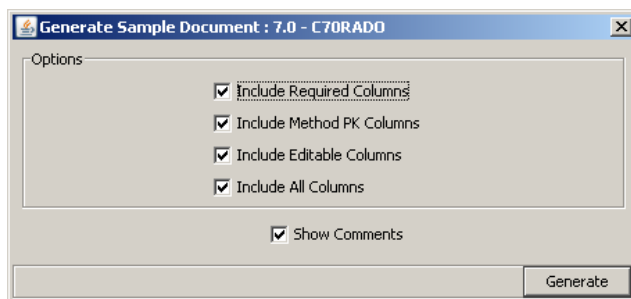 Generate Sample Document : 7.0 - C70RADO
Options
Include Required Columns
Include Method PK Columns
Include Editable Columns
Include All Columns
Show Comments
Generate